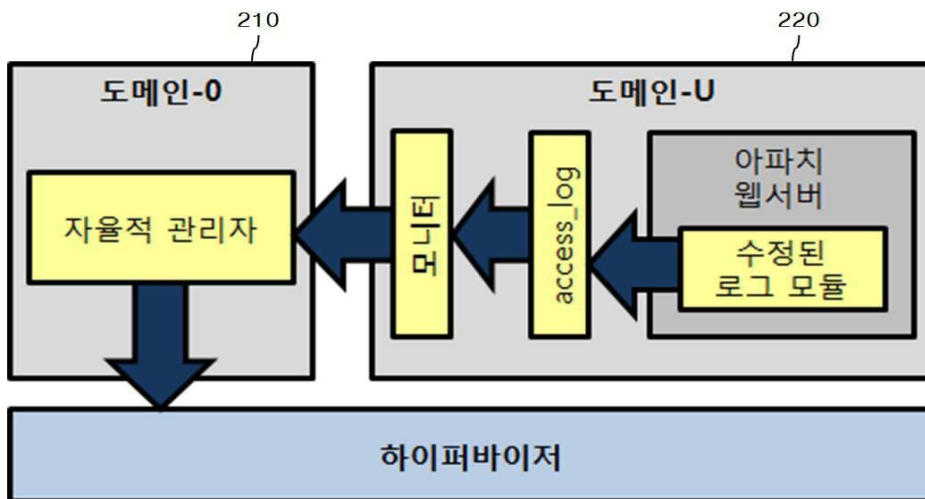 210
220
도메인-0
도메인-U
자율적 관리자
모니터
access_log
아파치
웹서버
수정된
로그 모듈
하이퍼바이저